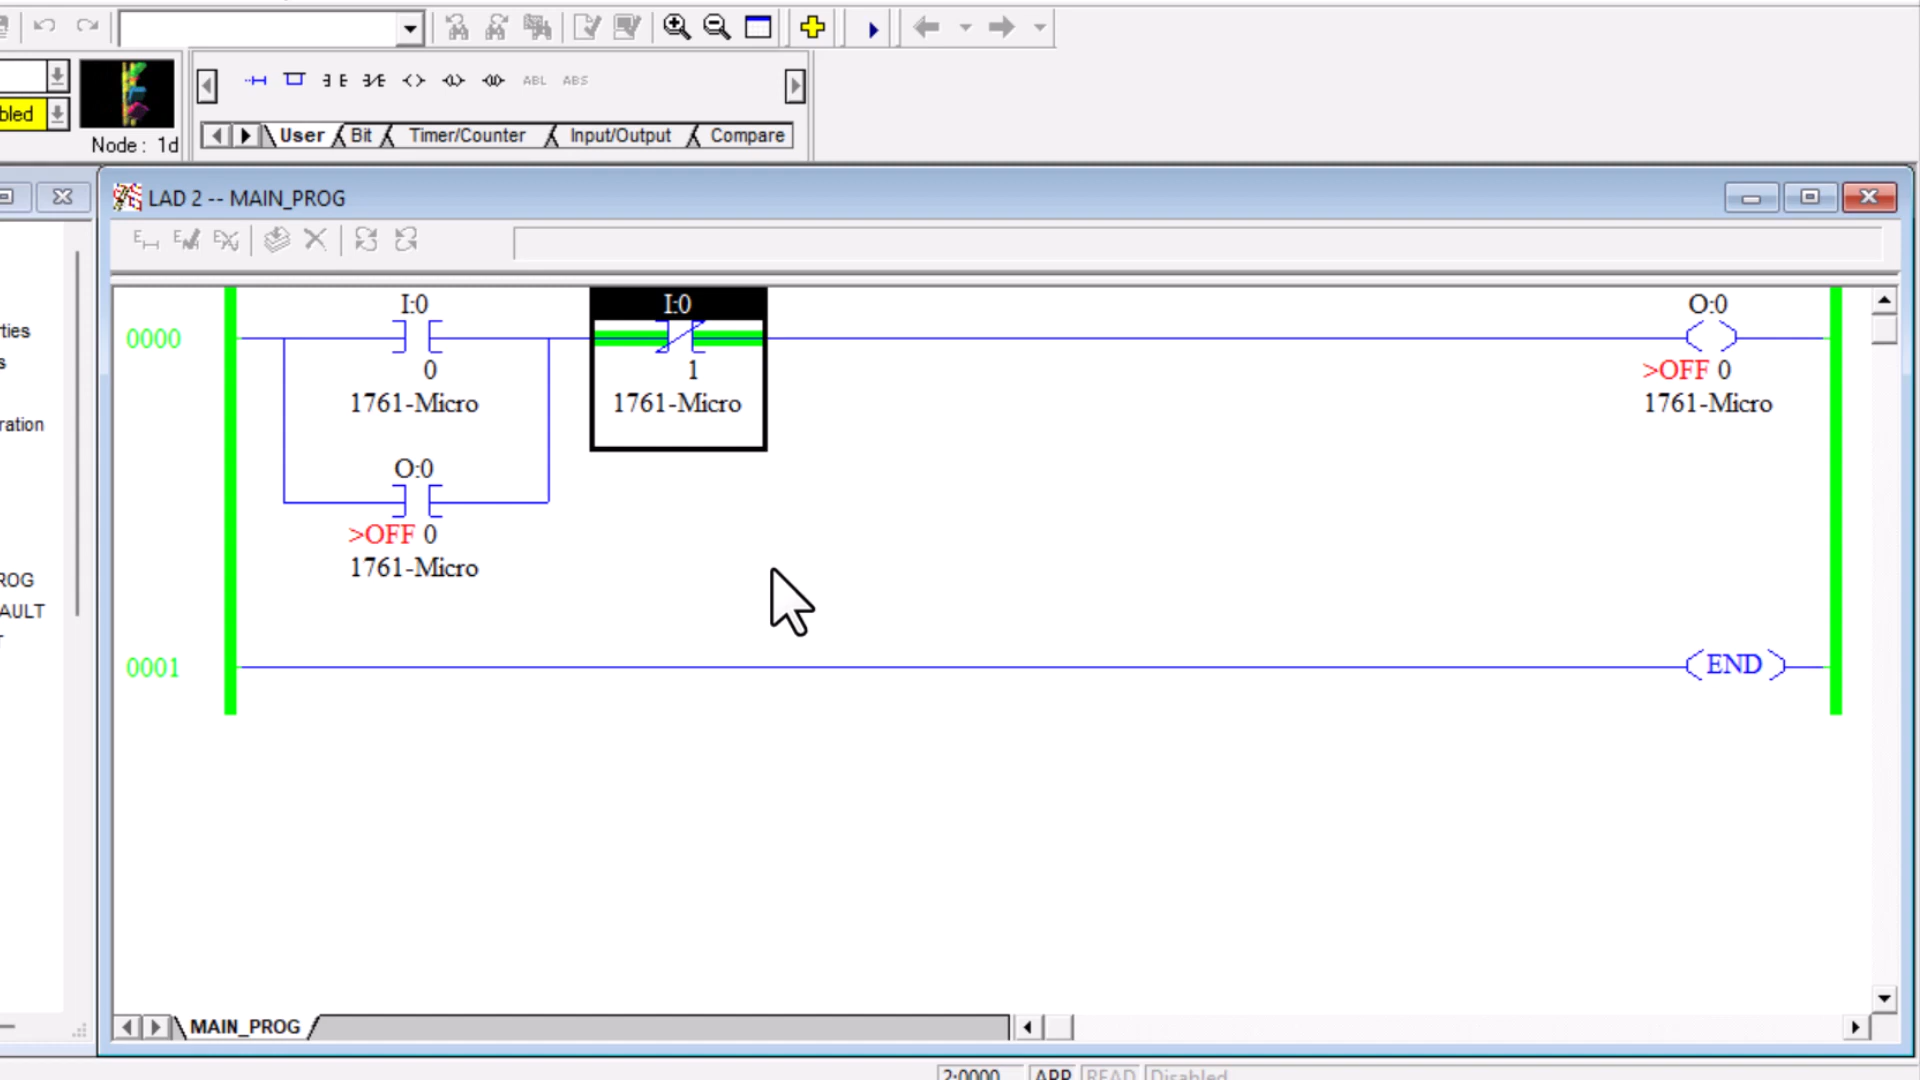 bled
ABL ABS
Node : 1d
User Bit Timer/Counter Input/Output Compare
LAD 2 -- MAIN_PROG
rties
s
ration
ROG
AULT
T
I:0 I:0 O:0
0000
0 1 >OFF 0
1761-Micro 1761-Micro 1761-Micro
O:0
>OFF 0
1761-Micro
0001 END
MAIN_PROG
2:0000 APP READ Disabled